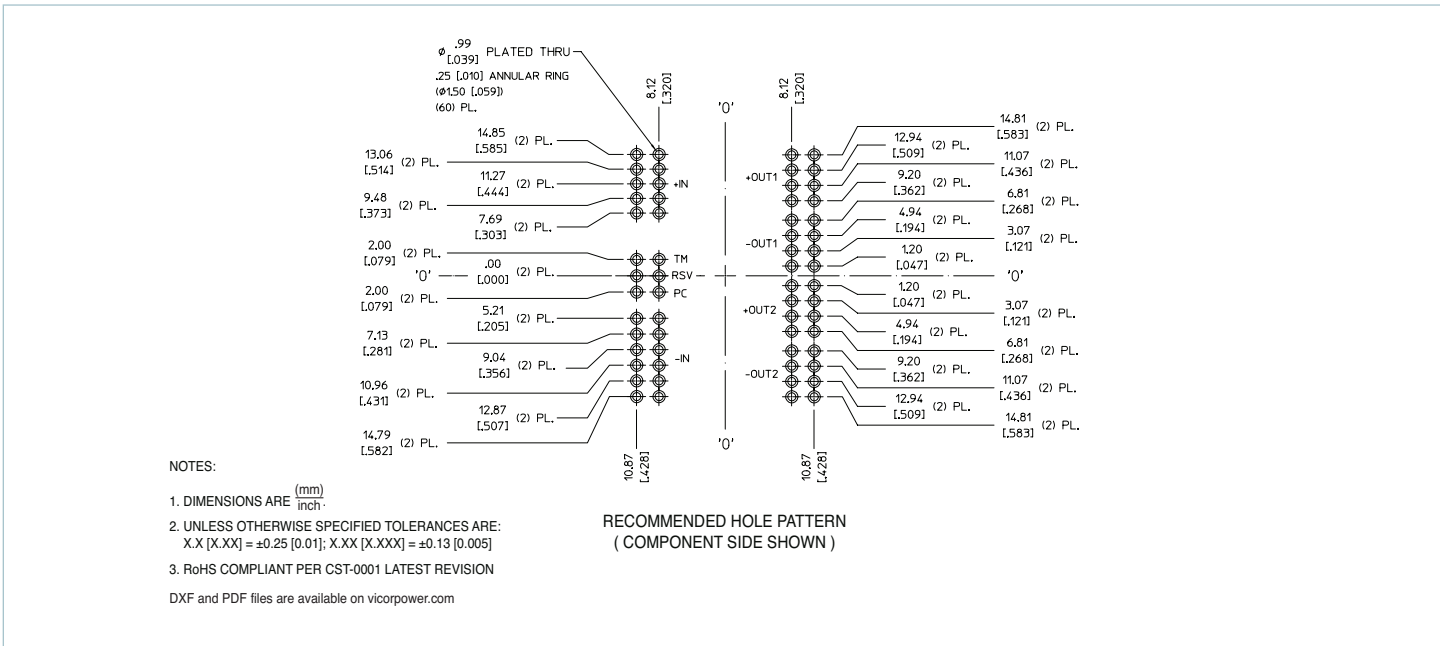 ø .99 PLATED THRU
[.039]
.25 [.010] ANNULAR RING
(ø1.50 [.059])
(60) PL.
8.12
[.320]
'0'
8.12
[.320]
14.85 (2) PL.
[.585]
13.06 (2) PL.
[.514]
11.27 (2) PL.
[.444]
9.48 (2) PL.
[.373]
7.69 (2) PL.
[.303]
2.00 (2) PL.
[.079]
'0'
.00 (2) PL.
[.000]
2.00 (2) PL.
[.079]
5.21 (2) PL.
[.205]
7.13 (2) PL.
[.281]
9.04 (2) PL.
[.356]
10.96 (2) PL.
[.431]
12.87 (2) PL.
[.507]
14.79 (2) PL.
[.582]
+IN
TM
RSV
PC
-IN
10.87
[.428]
'0'
+OUT1
-OUT1
+OUT2
-OUT2
10.87
[.428]
14.81 (2) PL.
[.583]
12.94 (2) PL.
[.509]
11.07 (2) PL.
[.436]
9.20 (2) PL.
[.362]
6.81 (2) PL.
[.268]
4.94 (2) PL.
[.194]
3.07 (2) PL.
[.121]
1.20 (2) PL.
[.047]
'0'
1.20 (2) PL.
[.047]
3.07 (2) PL.
[.121]
4.94 (2) PL.
[.194]
6.81 (2) PL.
[.268]
9.20 (2) PL.
[.362]
11.07 (2) PL.
[.436]
12.94 (2) PL.
[.509]
14.81 (2) PL.
[.583]
RECOMMENDED HOLE PATTERN
( COMPONENT SIDE SHOWN )
NOTES:
1. DIMENSIONS ARE (mm)
inch.
2. UNLESS OTHERWISE SPECIFIED TOLERANCES ARE:
X.X [X.XX] = ±0.25 [0.01]; X.XX [X.XXX] = ±0.13 [0.005]
3. RoHS COMPLIANT PER CST-0001 LATEST REVISION
DXF and PDF files are available on vicorpower.com